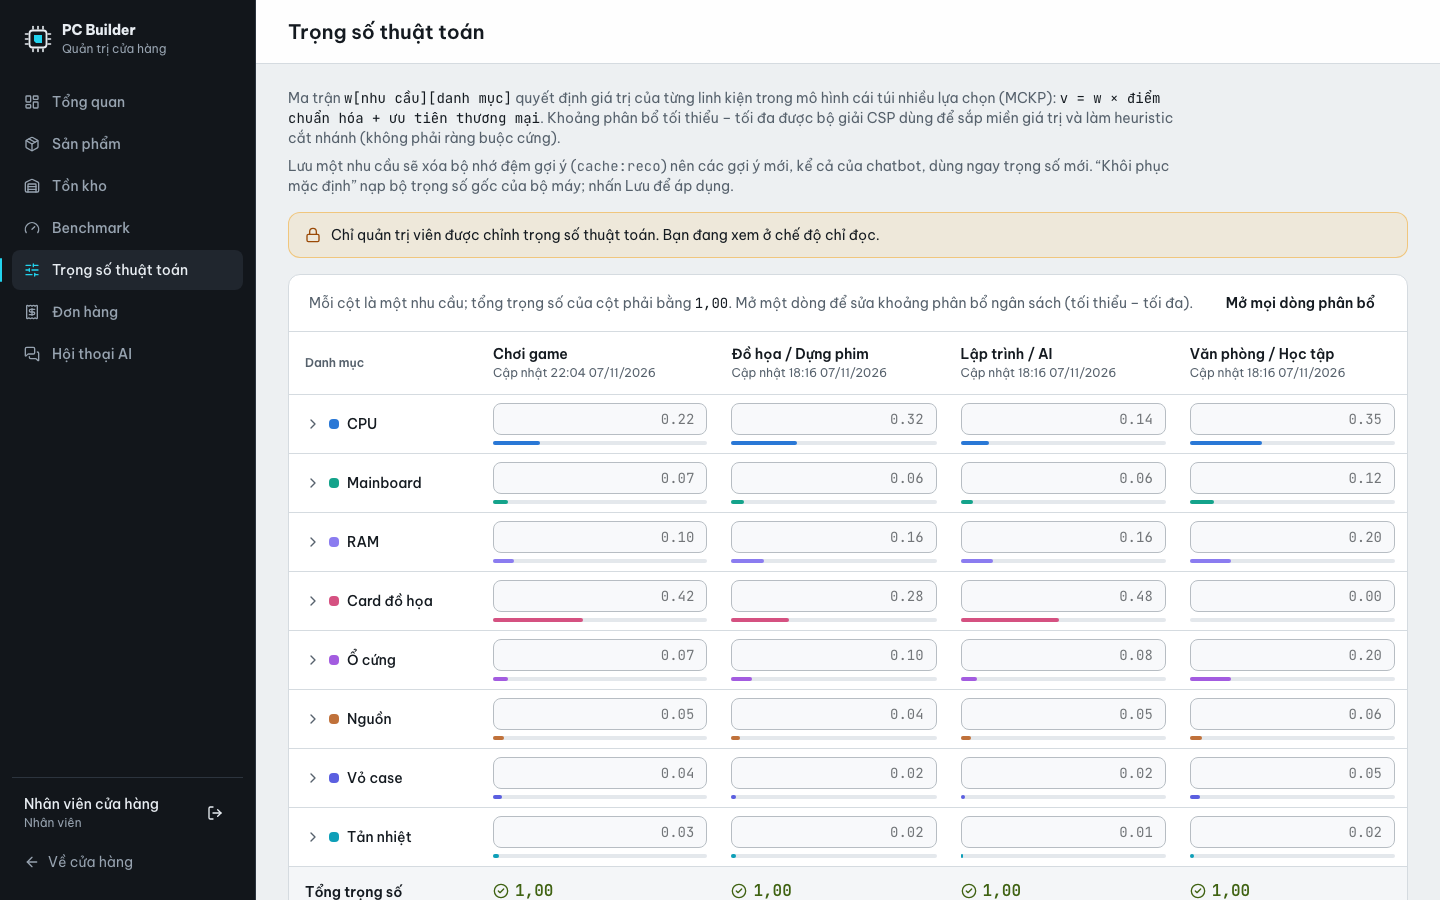 PC Builder
Quản trị cửa hàng
Tổng quan
Sản phẩm
Tồn kho
Benchmark
Trọng số thuật toán
Đơn hàng
Hội thoại AI
Nhân viên cửa hàng
Nhân viên
Về cửa hàng
Trọng số thuật toán
Ma trận w[nhu cầu][danh mục] quyết định giá trị của từng linh kiện trong mô hình cái túi nhiều lựa chọn (MCKP): v = w × điểm
chuẩn hóa + ưu tiên thương mại. Khoảng phân bổ tối thiểu – tối đa được bộ giải CSP dùng để sắp miền giá trị và làm heuristic
cắt nhánh (không phải ràng buộc cứng).
Lưu một nhu cầu sẽ xóa bộ nhớ đệm gợi ý (cache:reco) nên các gợi ý mới, kể cả của chatbot, dùng ngay trọng số mới. “Khôi phục
mặc định” nạp bộ trọng số gốc của bộ máy; nhấn Lưu để áp dụng.
Chỉ quản trị viên được chỉnh trọng số thuật toán. Bạn đang xem ở chế độ chỉ đọc.
Mỗi cột là một nhu cầu; tổng trọng số của cột phải bằng 1,00. Mở một dòng để sửa khoảng phân bổ ngân sách (tối thiểu – tối đa). Mở mọi dòng phân bổ
Danh mục Chơi game Đồ họa / Dựng phim Lập trình / AI Văn phòng / Học tập
Cập nhật 22:04 07/11/2026 Cập nhật 18:16 07/11/2026 Cập nhật 18:16 07/11/2026 Cập nhật 18:16 07/11/2026
CPU 0.22 0.32 0.14 0.35
Mainboard 0.07 0.06 0.06 0.12
RAM 0.10 0.16 0.16 0.20
Card đồ họa 0.42 0.28 0.48 0.00
Ổ cứng 0.07 0.10 0.08 0.20
Nguồn 0.05 0.04 0.05 0.06
Vỏ case 0.04 0.02 0.02 0.05
Tản nhiệt 0.03 0.02 0.01 0.02
Tổng trọng số 1,00 1,00 1,00 1,00